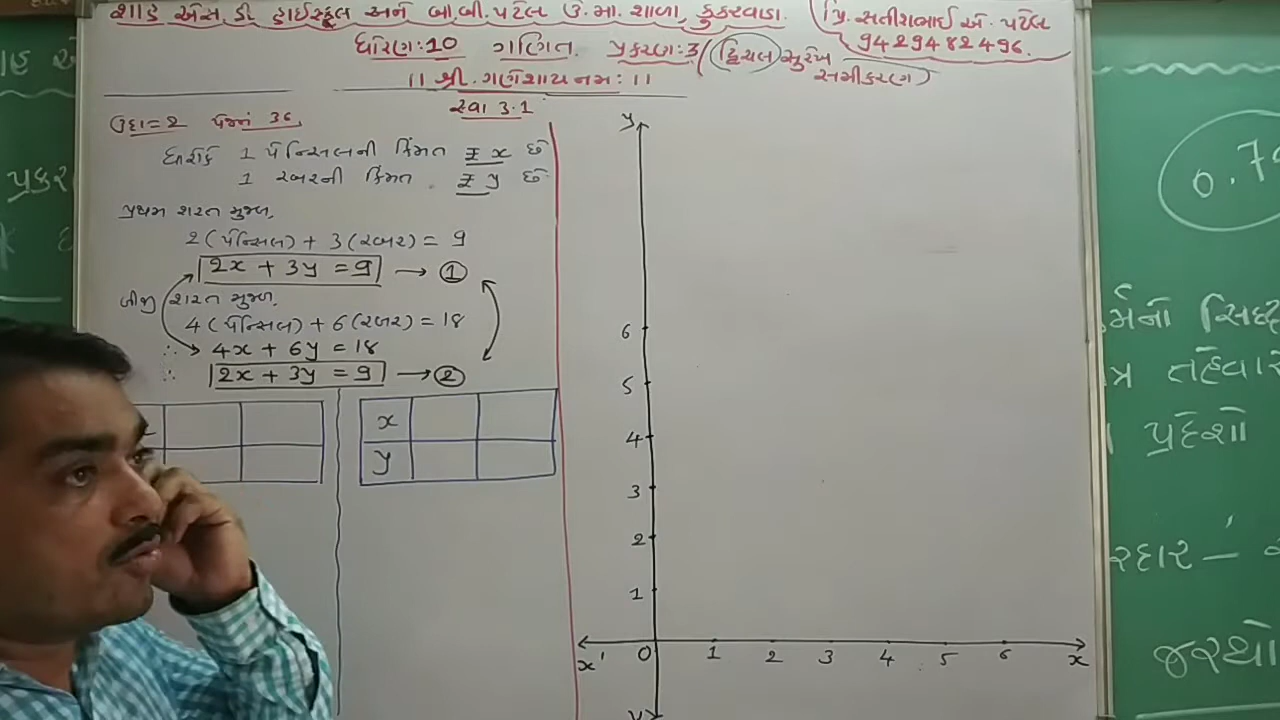 શાહ એસ. ડી. હાઈસ્કૂલ અને બી.બી. પટેલ ઉ.મા. શાળા, કુકરવાડા.
પ્રિ. સતીશભાઈ એ. પટેલ
9429482496.
ધોરણ:10 ગણિત પ્રકરણ:3 (દ્વિચલ સુરેખ
સમીકરણ)
।। શ્રી ગણેશાય નમ: ।।
સ્વા 3.1
ઉદા=2 પેજનં 36
ધારોકે 1 પેન્સિલની કિંમત ₹ x છે
1 રબરની કિંમત ₹ y છે
પ્રથમ શરત મુજબ,
2(પેન્સિલ) + 3(રબર) = 9
2x + 3y = 9 → ①
બીજી શરત મુજબ,
4(પેન્સિલ) + 6(રબર) = 18
∴ 4x + 6y = 18
∴ 2x + 3y = 9 → ②
x
y
y
6
5
4
3
2
1
x' 0 1 2 3 4 5 6 x
0.7
પ્રદેશો